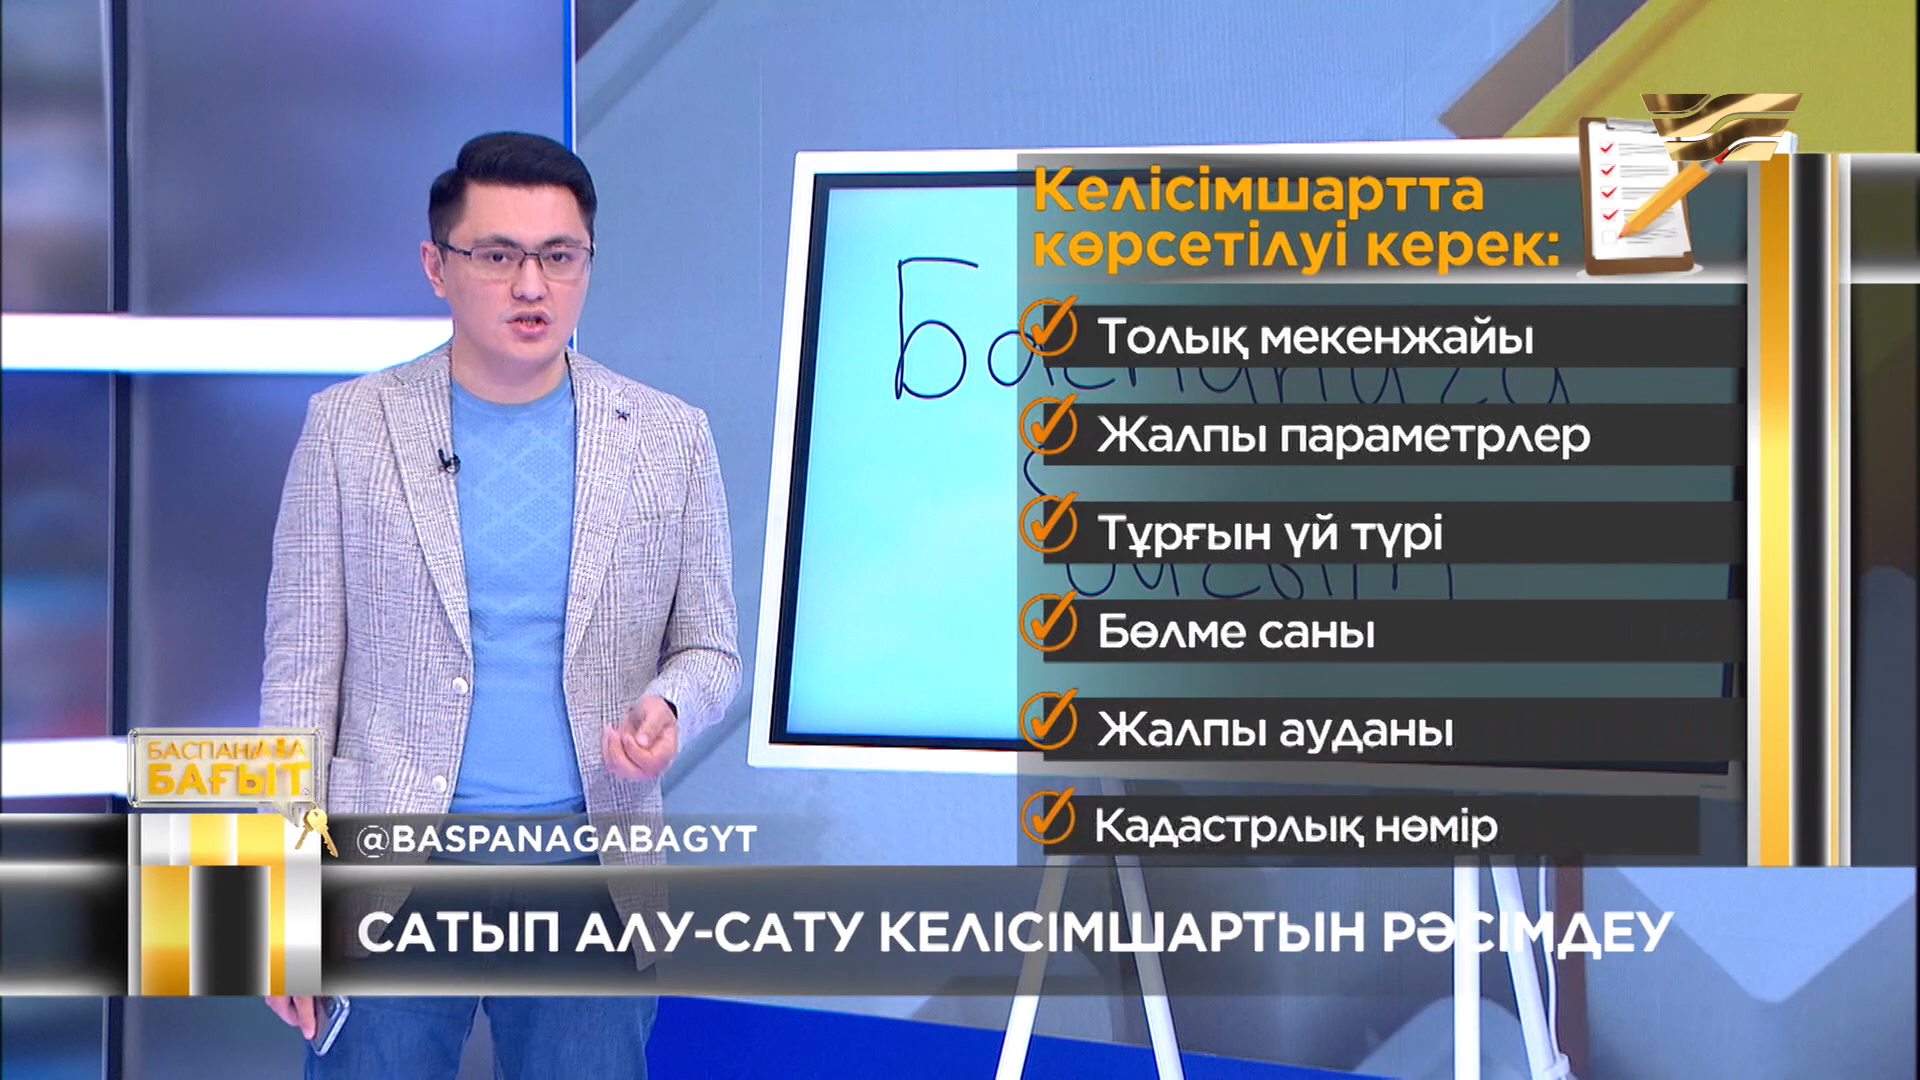 Келісімшартта
көрсетілуі керек:
Толық мекенжайы
Жалпы параметрлер
Тұрғын үй түрі
Бөлме саны
Жалпы ауданы
Кадастрлық нөмір
БАСПАНАҒА
БАҒЫТ
@BASPANAGABAGYT
САТЫП АЛУ-САТУ КЕЛІСІМШАРТЫН РӘСІМДЕУ